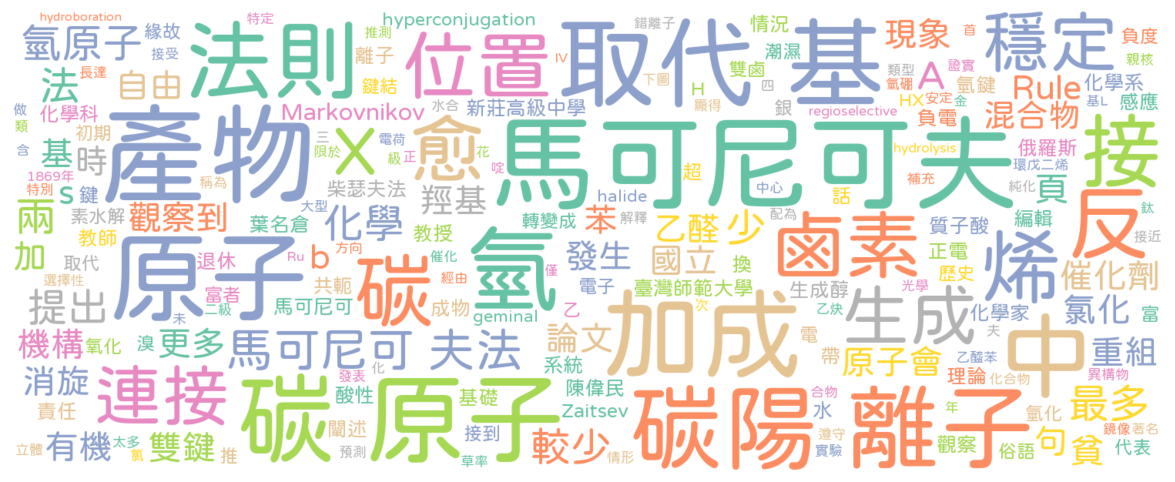 hydroboration
特定
氫原子
緣故
推測
hyperconjugation
錯離子
情況
首
負度
接受
法則
位置
取代
基
現象
穩定
親核
法
長達
自由
離子
IV
下圖
雙鹵
潮濕
類型
A
證實
鍵結
H
四
氫硼
氫鍵
化學系
做
化學科
Markovnikov
水合
新莊高級中學
銀
顯得
regioselective
HX
安定
金
Rule
基L
感應
類
初期
產物
三
電荷
愈
馬可尼可夫
負電
混合物
接
含
基
時
X
限於
級
正
花
啶
hydrolysis
俄羅斯
環戊二烯
1869年
特別
S
鍵
稱為
柴瑟夫法
羥基
halide
超
中心
話
補充
頁
純化
兩
素水解
觀察到
大型
化學
轉變成
苯
解釋
乙醛
少
配為
質子酸
編輯
鈦
教師
葉名倉
教授
鹵素
反
接近
加
取代
退休
原子
Ru
b
方向
催化
碳
氫
發生
國立
換
正電
烯
選擇性
共軛
經由
僅
電子
臺灣師範大學
生成醇
歷史
催化劑
提出
富者
二級
馬可尼可
成物
geminal
乙
加成
次
乙炔
光學
化學家
氯化
富
未
溴
更多
馬可尼可 夫法
論文
電
生成
夫
中
機構
氧化
系統
帶
原子會
乙醯苯
重組
消旋
連接
發表
化
酸性
基礎
陳偉民
碳陽離子
合物
理論
化合物
異構物
責任
碳 原子
闡述
Zaitsev
水
年
氫化
最多
立體
有機
太多
氯
雙鍵
推
預測
草率
接到
較少
情形
遵守
實驗
觀察
俗語
句
貧
鏡像
著名
代表